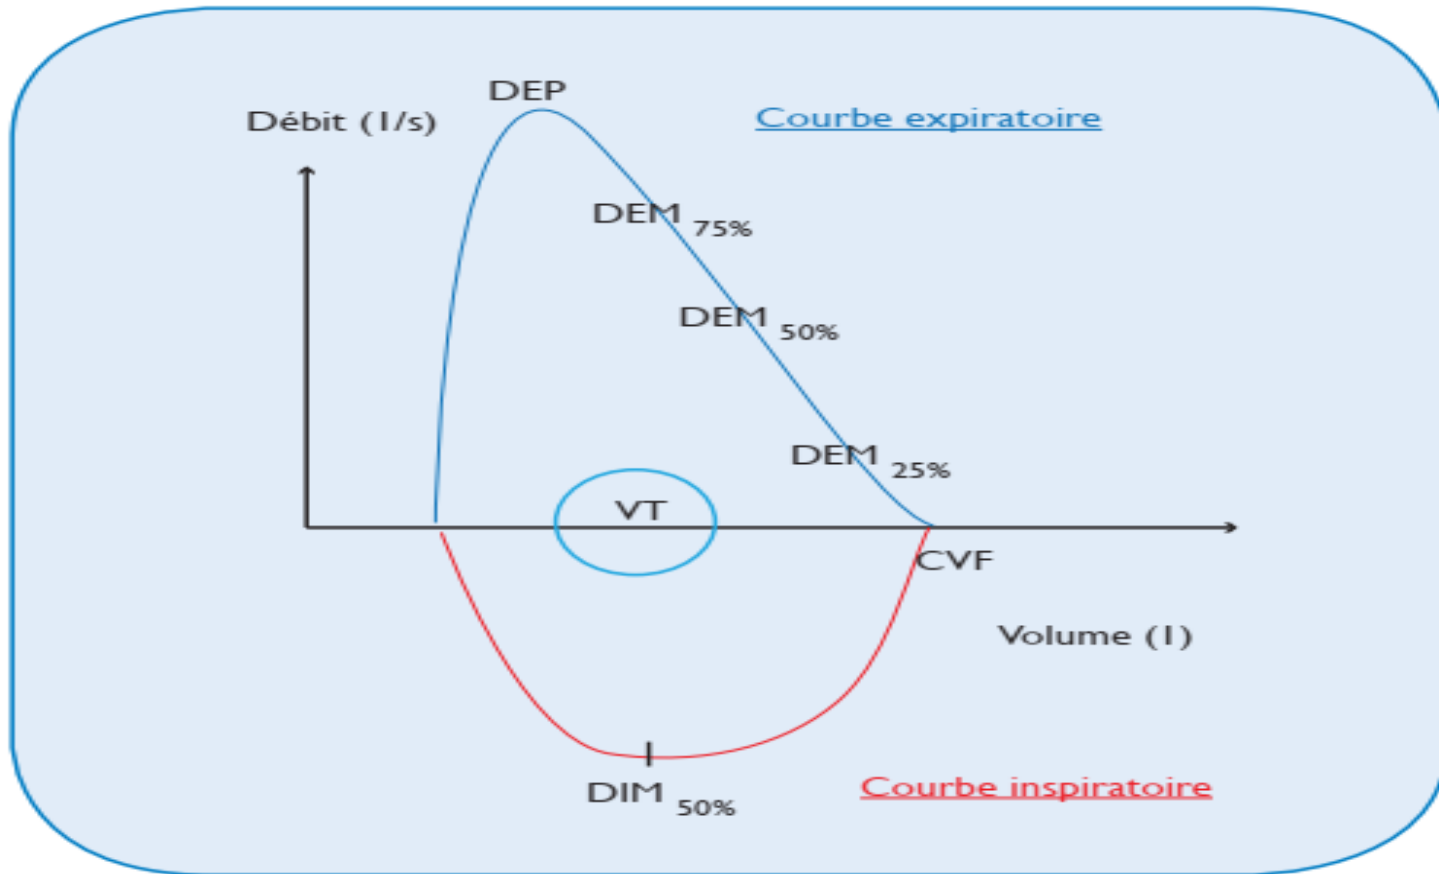 DEP
Débit (l/s)
Courbe expiratoire
DEM 75%
DEM 50%
DEM 25%
VT
CVF
Volume (l)
DIM 50%
Courbe inspiratoire